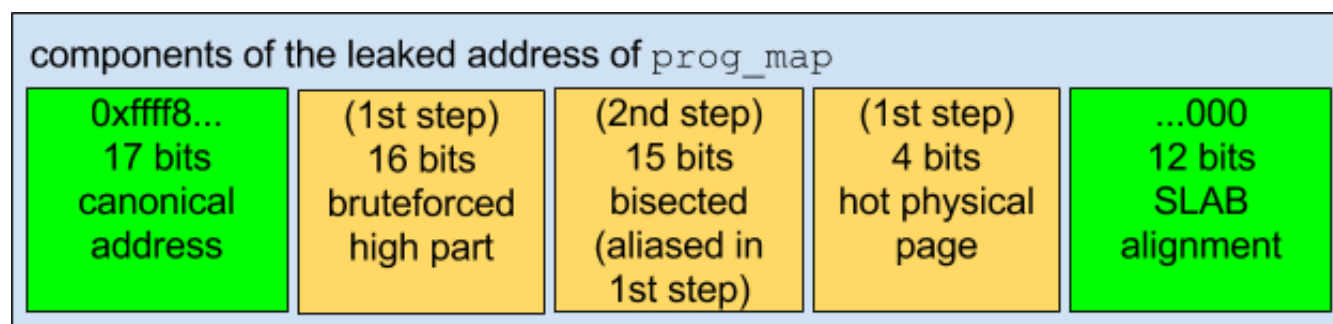 components of the leaked address of prog_map
0xffff8...
17 bits
canonical
address
(1st step)
16 bits
bruteforced
high part
(2nd step)
15 bits
bisected
(aliased in
1st step)
(1st step)
4 bits
hot physical
page
...000
12 bits
SLAB
alignment